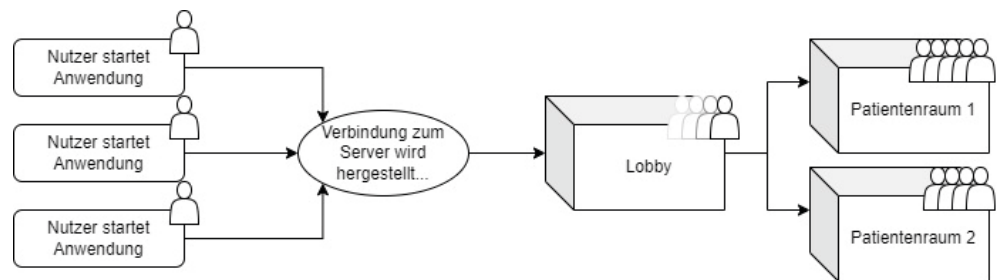 Nutzer startet
Anwendung
Nutzer startet
Anwendung
Nutzer startet
Anwendung
Verbindung zum
Server wird
hergestellt...
Lobby
Patientenraum 1
Patientenraum 2